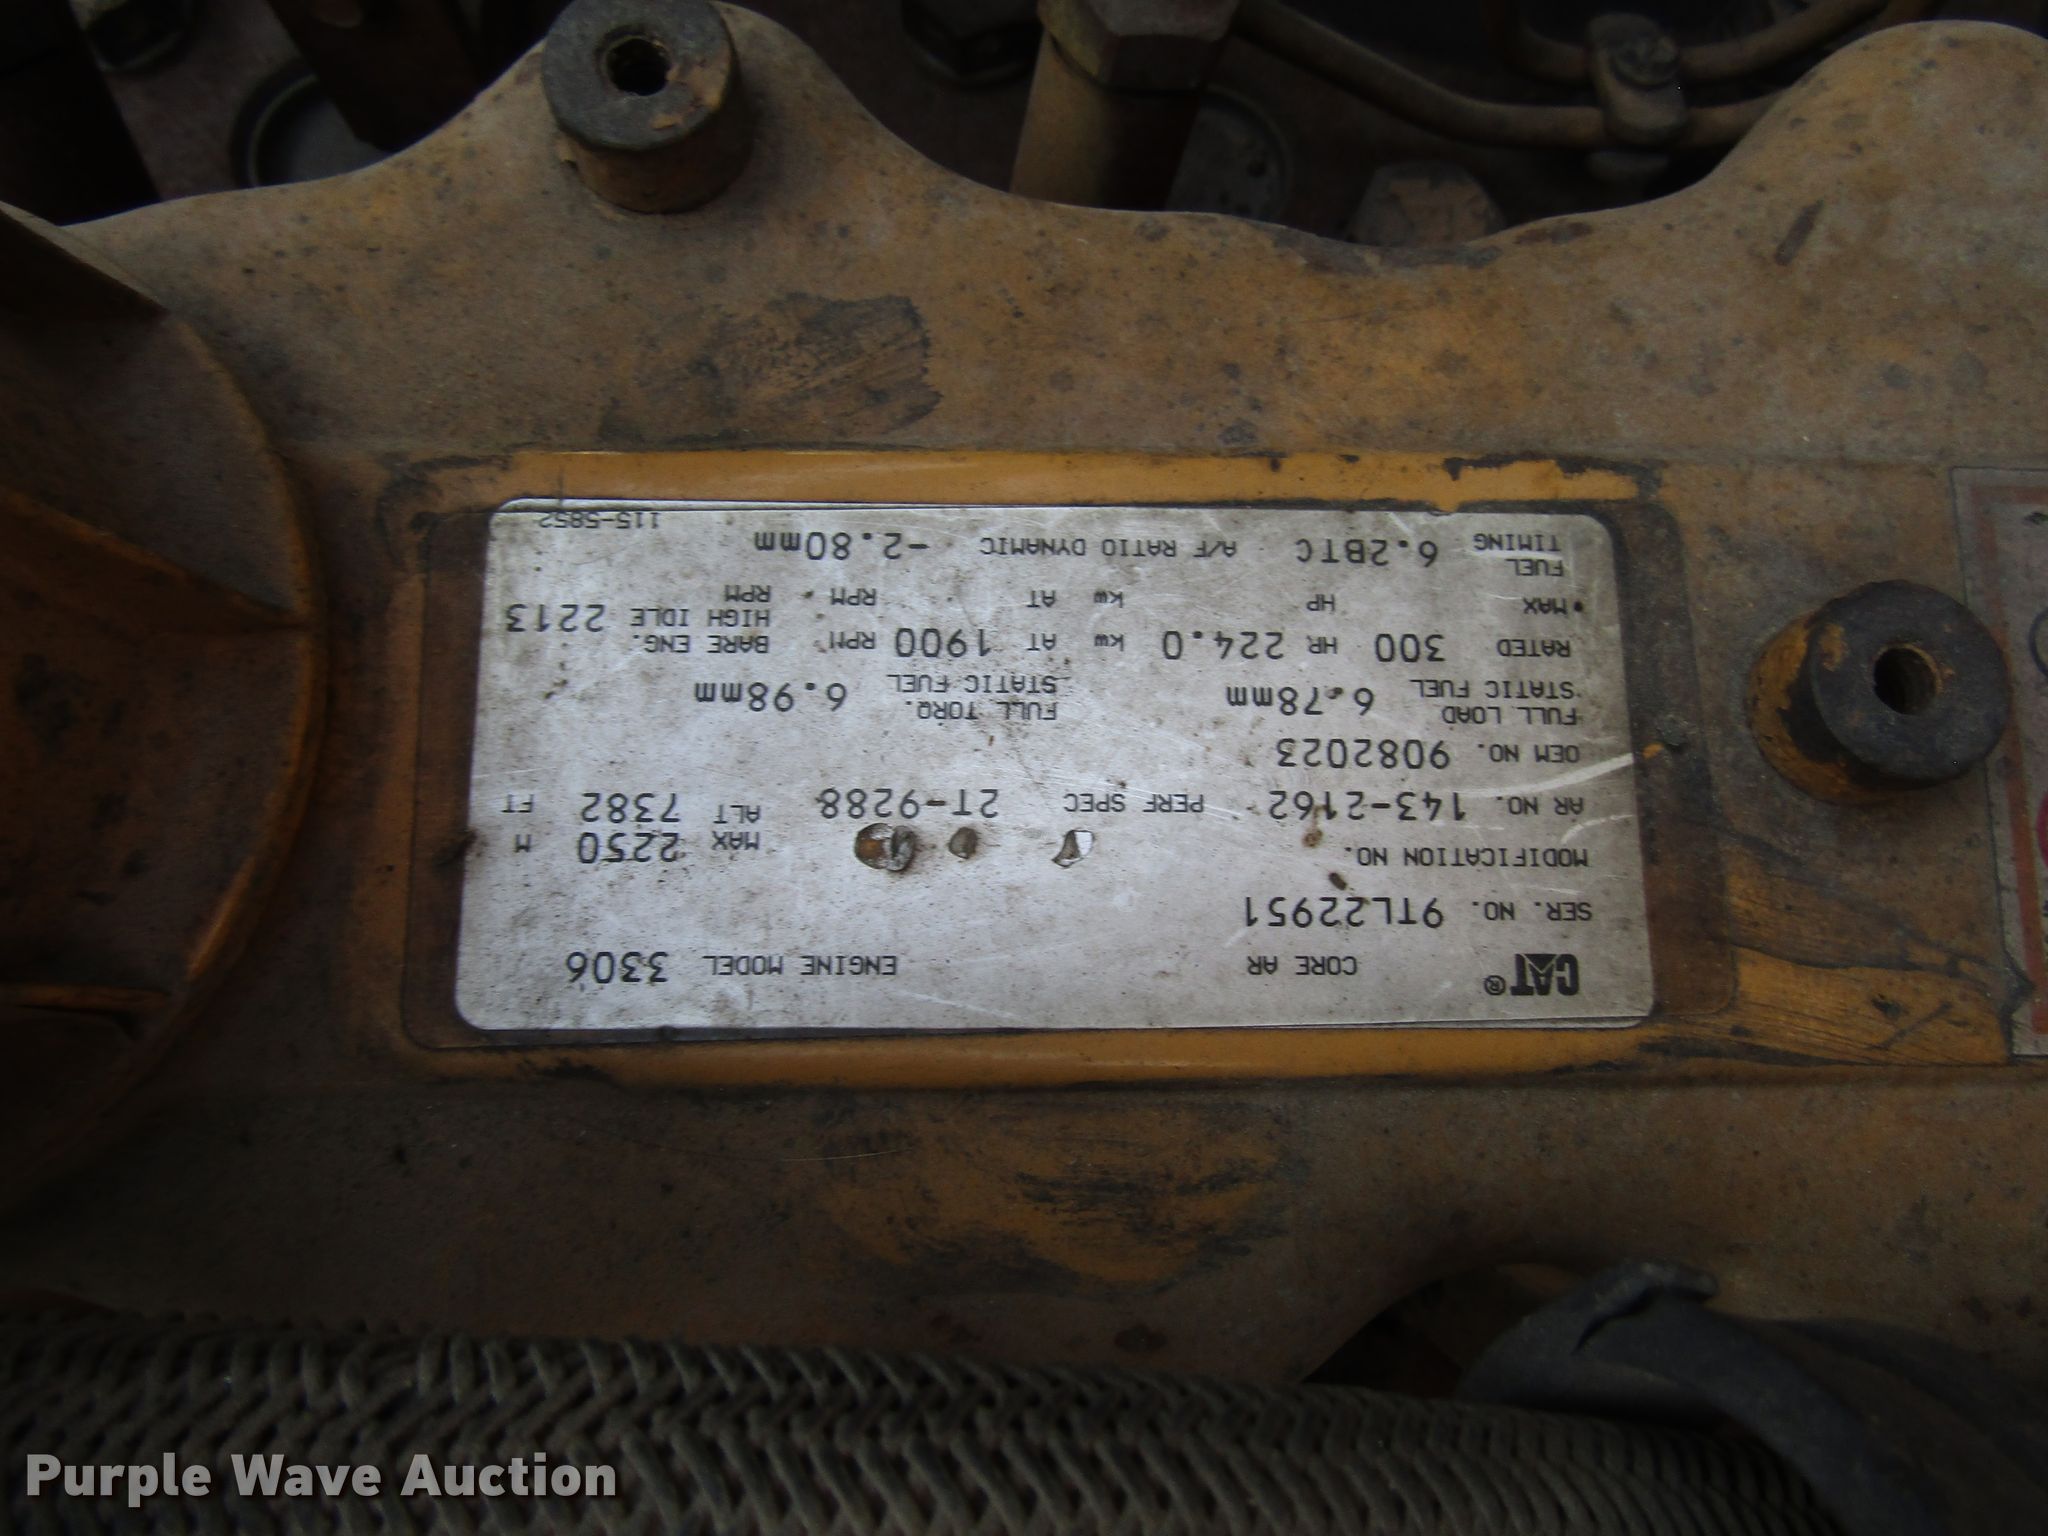 CAT® CORE AR ENGINE MODEL 3306
SER. NO. 9TL22951
MODIFICATION NO. MAX 2250 M
AR NO. 143-2162 PERF SPEC 2T-9288 ALT 7382 FT
OEM NO. 9082023
FULL LOAD FULL TORQ.
STATIC FUEL 6.78mm STATIC FUEL 6.98mm
RATED 300 HP 224.0 kW AT 1900 RPM BARE ENG.
HIGH IDLE 2213
MAX HP kW AT RPM RPM
FUEL
TIMING 6.2BTC A/F RATIO DYNAMIC -2.80mm
115-5852
Purple Wave Auction